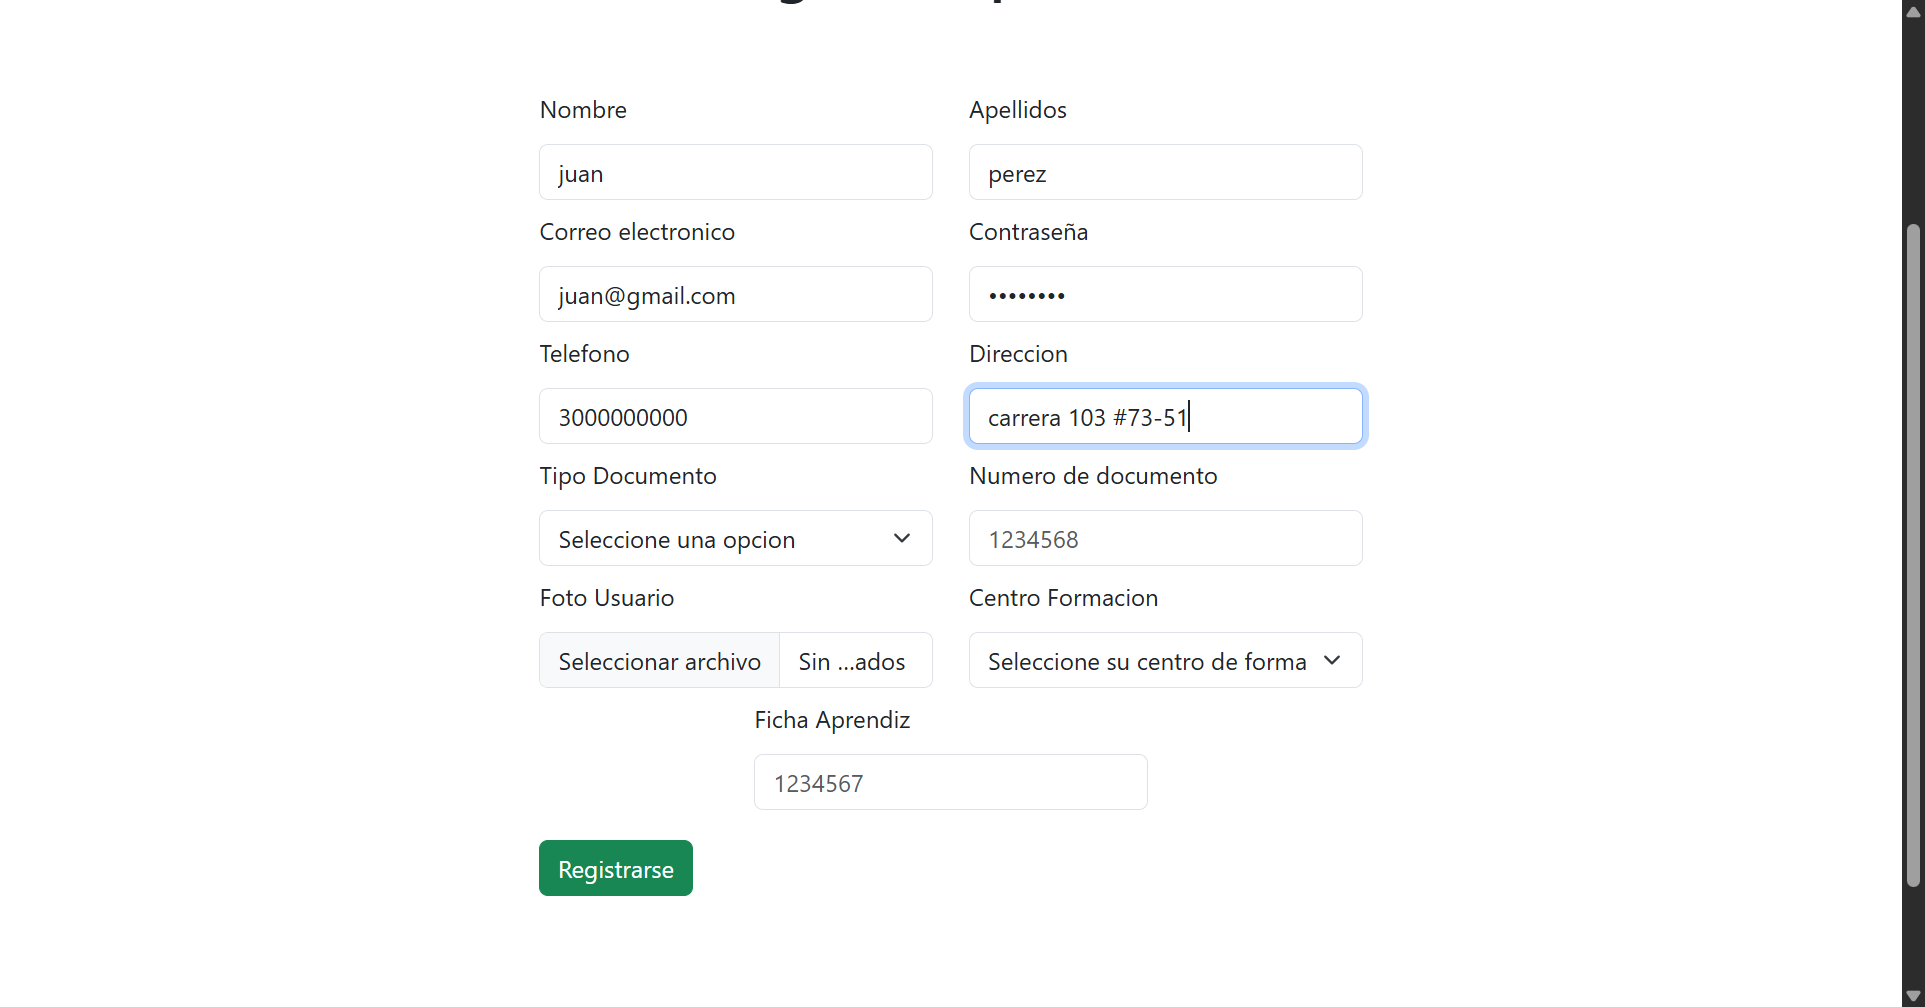 Nombre
Apellidos
juan
perez
Correo electronico
Contraseña
juan@gmail.com
••••••••
Telefono
Direccion
3000000000
carrera 103 #73-51
Tipo Documento
Numero de documento
Seleccione una opcion
1234568
Foto Usuario
Centro Formacion
Seleccionar archivo
Sin ...ados
Seleccione su centro de forma
Ficha Aprendiz
1234567
Registrarse